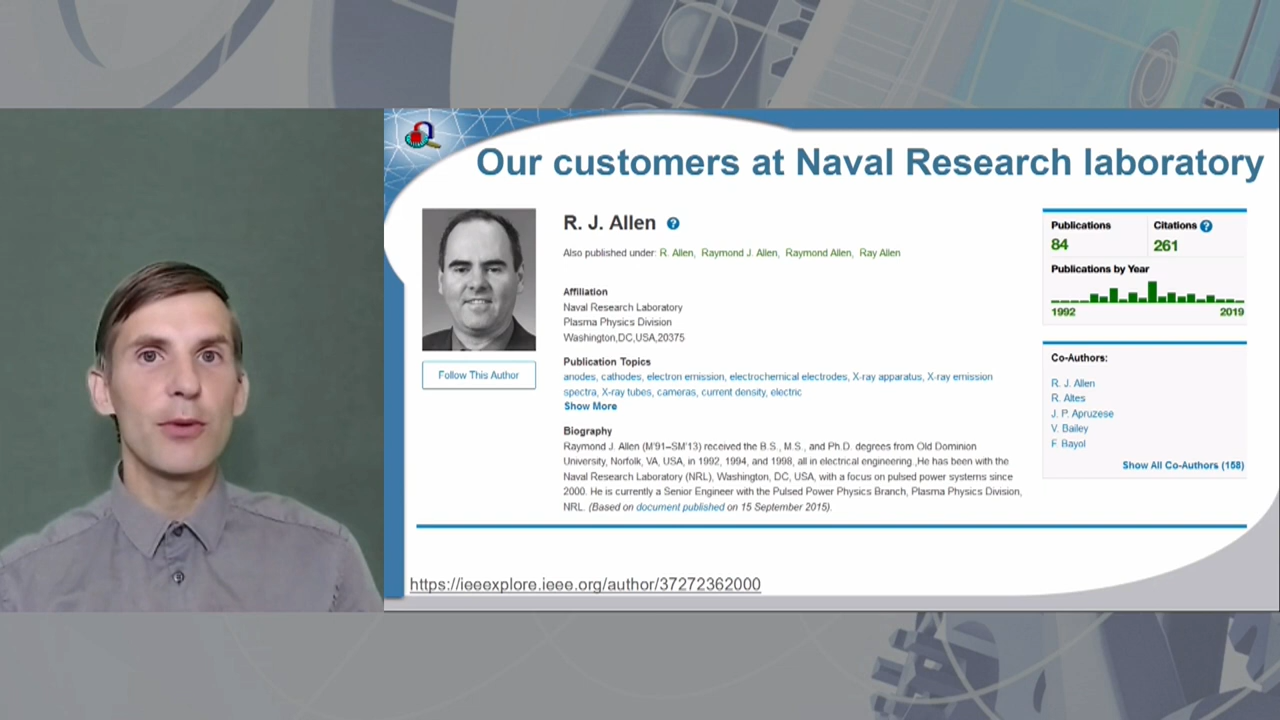 Our customers at Naval Research laboratory
R. J. Allen ?
Also published under: R. Allen, Raymond J. Allen, Raymond Allen, Ray Allen
Affiliation
Naval Research Laboratory
Plasma Physics Division
Washington,DC,USA,20375
Follow This Author
Publication Topics
anodes, cathodes, electron emission, electrochemical electrodes, X-ray apparatus, X-ray emission
spectra, X-ray tubes, cameras, current density, electric
Show More
Biography
Raymond J. Allen (M'91–SM'13) received the B.S., M.S., and Ph.D. degrees from Old Dominion
University, Norfolk, VA, USA, in 1992, 1994, and 1998, all in electrical engineering.,He has been with the
Naval Research Laboratory (NRL), Washington, DC, USA, with a focus on pulsed power systems since
2000. He is currently a Senior Engineer with the Pulsed Power Physics Branch, Plasma Physics Division,
NRL. (Based on document published on 15 September 2015).
Publications
84
Citations ?
261
Publications by Year
1992 2019
Co-Authors:
R. J. Allen
R. Altes
J. P. Apruzese
V. Bailey
F. Bayol
Show All Co-Authors (158)
https://ieeexplore.ieee.org/author/37272362000